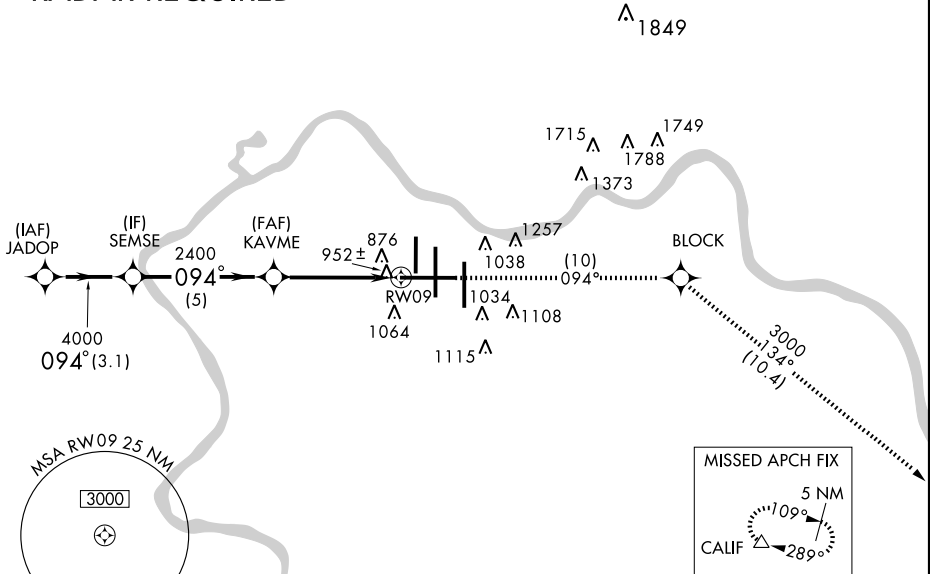 1849
1715
1749
1788
1373
(IAF)
JADOP
(IF)
SEMSE
(FAF)
KAVME
2400
094°
(5)
876
952±
RW09
1064
1257
1038
1034
1108
1115
(10)
094°
BLOCK
4000
094° (3.1)
3000
134°
(10.4)
MSA RW09 25 NM
3000
MISSED APCH FIX
5 NM
109°
CALIF
289°